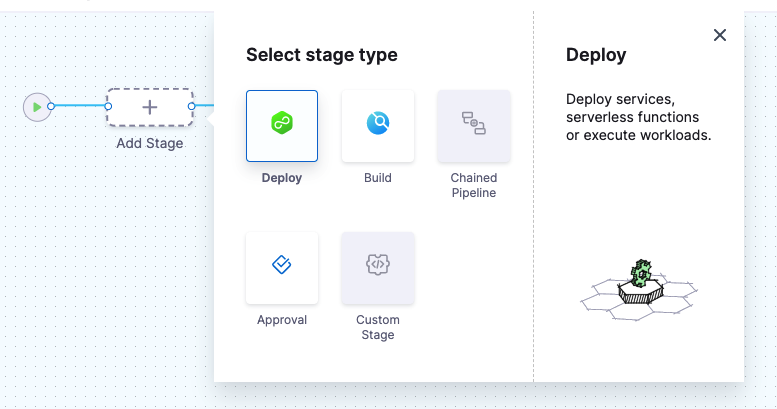 Select stage type
Deploy
Deploy services,
serverless functions
or execute workloads.
Add Stage
Deploy
Build
Chained
Pipeline
Approval
Custom
Stage